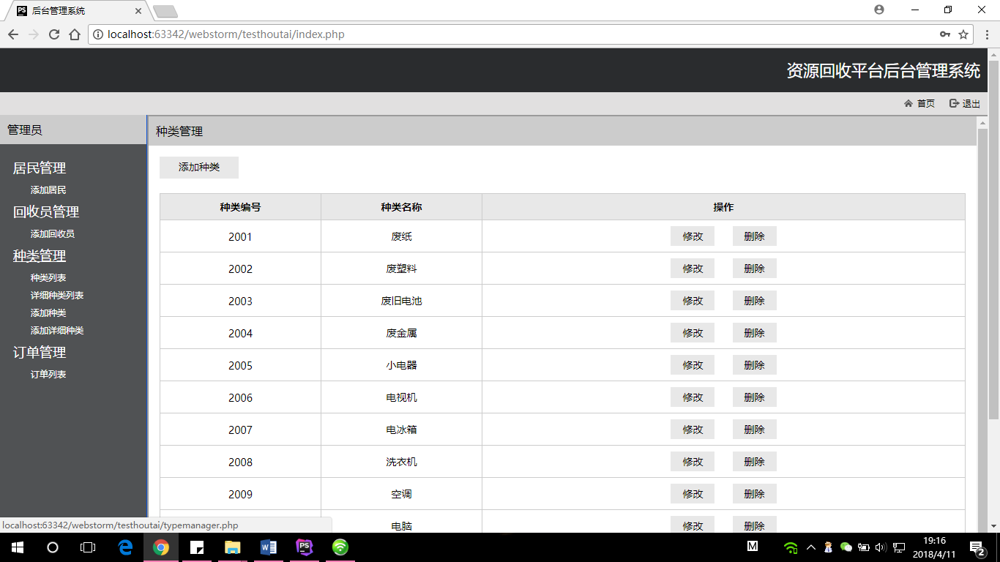 后台管理系统
localhost:63342/webstorm/testhoutai/index.php
资源回收平台后台管理系统
首页 退出
管理员
居民管理
添加居民
回收员管理
添加回收员
种类管理
种类列表
详细种类列表
添加种类
添加详细种类
订单管理
订单列表
种类管理
添加种类
种类编号 种类名称 操作
2001 废纸 修改 删除
2002 废塑料 修改 删除
2003 废旧电池 修改 删除
2004 废金属 修改 删除
2005 小电器 修改 删除
2006 电视机 修改 删除
2007 电冰箱 修改 删除
2008 洗衣机 修改 删除
2009 空调 修改 删除
电脑 修改 删除
localhost:63342/webstorm/testhoutai/typemanager.php
M
19:16
2018/4/11
2